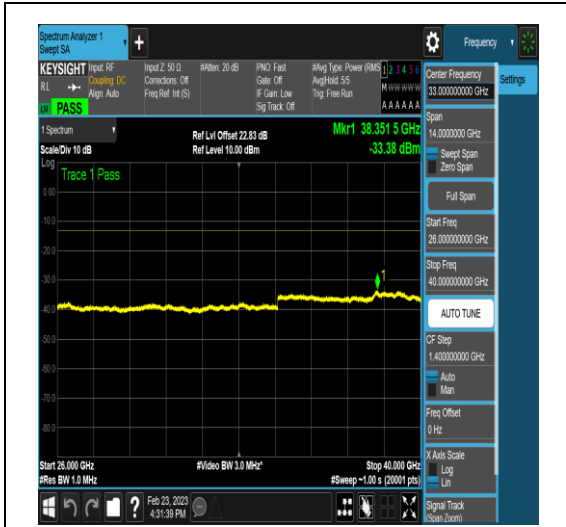 Spectrum Analyzer 1
Swept SA
Frequency
KEYSIGHT
RL
Input: RF
Coupling: DC
Align: Auto
Input Z: 50 Ω
Corrections: Off
Freq Ref: Int (S)
#Atten: 20 dB
PNO: Fast
Gate: Off
IF Gain: Low
Sig Track: Off
#Avg Type: Power (RMS)
Avg|Hold: 5/5
Trig: Free Run
1 2 3 4 5 6
M W W W W W
A A A A A A
PASS
1 Spectrum
Scale/Div 10 dB
Ref Lvl Offset 22.83 dB
Ref Level 10.00 dBm
Mkr1 38.351 5 GHz
-33.38 dBm
Log
Trace 1 Pass
0.00
-10.0
-20.0
-30.0
-40.0
-50.0
-60.0
-70.0
-80.0
1
Start 26.000 GHz
#Res BW 1.0 MHz
#Video BW 3.0 MHz*
Stop 40.000 GHz
#Sweep ~1.00 s (20001 pts)
Feb 23, 2023
4:31:39 PM
Center Frequency
33.000000000 GHz
Settings
Span
14.0000000 GHz
Swept Span
Zero Span
Full Span
Start Freq
26.000000000 GHz
Stop Freq
40.000000000 GHz
AUTO TUNE
CF Step
1.400000000 GHz
Auto
Man
Freq Offset
0 Hz
X Axis Scale
Log
Lin
Signal Track
(Span Zoom)